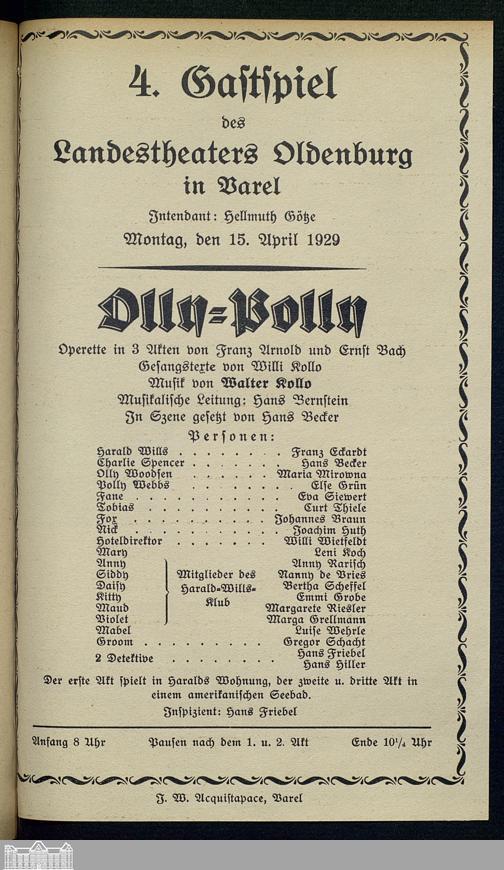 4. Gastspiel
des
Landestheaters Oldenburg
in Varel
Intendant: Hellmuth Götze
Montag, den 15. April 1929
Olly-Polly
Operette in 3 Akten von Franz Arnold und Ernst Bach
Gesangstexte von Willi Kollo
Musik von Walter Kollo
Musikalische Leitung: Hans Bernstein
In Szene gesetzt von Hans Becker
Personen:
Harald Wills . . . . . . . Franz Eckardt
Charlie Spencer . . . . . . . Hans Becker
Olly Woodsen . . . . . . Maria Mirowna
Polly Webbs . . . . . . . Else Grün
Jane . . . . . . . . . . Eva Siewert
Tobias . . . . . . . . . Curt Thiele
Fox . . . . . . . . . Johannes Braun
Nick . . . . . . . . . Joachim Huth
Hoteldirektor . . . . . . . Willi Wietfeldt
Mary Leni Koch
Anny Anny Rarisch
Siddy Mitglieder des Nanny de Vries
Daisy Harald-Wills- Bertha Scheffel
Kitty Klub Emmi Grobe
Maud Margarete Riesler
Violet Marga Grellmann
Mabel Luise Wehrle
Groom . . . . . . . . . Gregor Schacht
2 Detektive . . . . . . . . Hans Friebel
Hans Hiller
Der erste Akt spielt in Haralds Wohnung, der zweite u. dritte Akt in
einem amerikanischen Seebad.
Inspizient: Hans Friebel
Anfang 8 Uhr Pausen nach dem 1. u. 2. Akt Ende 10¼ Uhr
J. W. Acquistapace, Varel